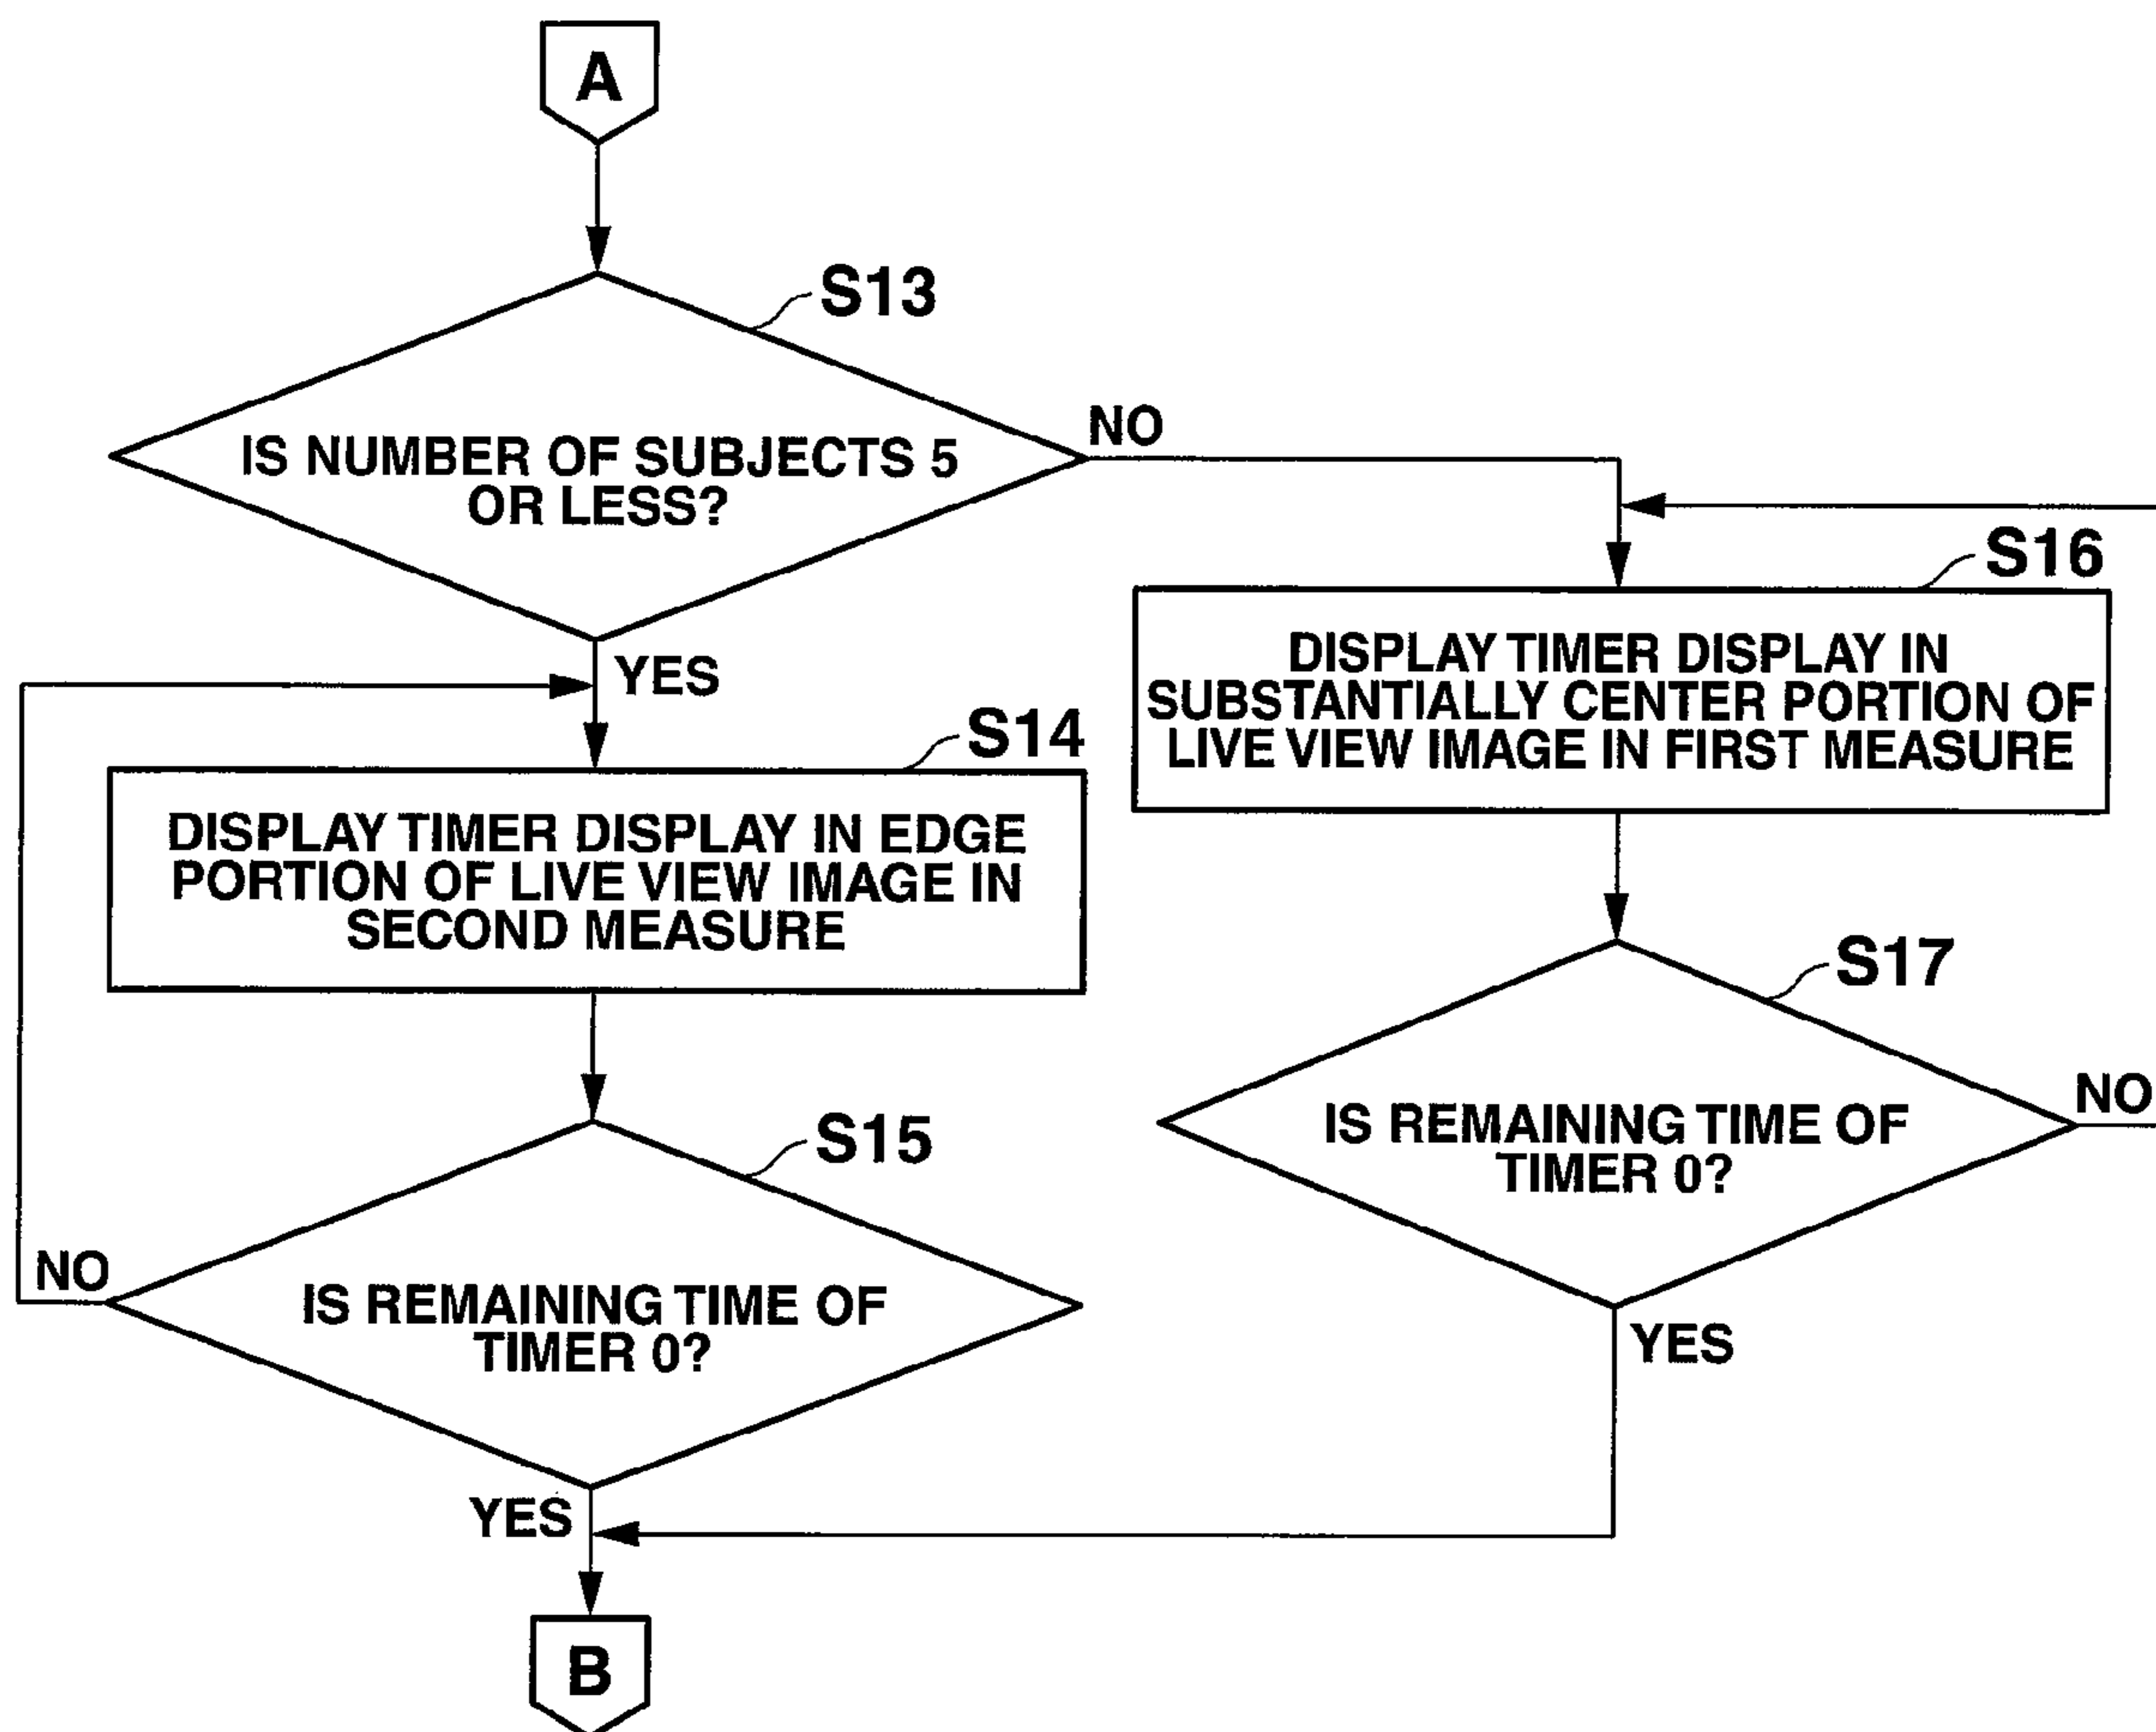 A
S13
IS NUMBER OF SUBJECTS 5
OR LESS?
NO
YES
S14
DISPLAY TIMER DISPLAY IN EDGE
PORTION OF LIVE VIEW IMAGE IN
SECOND MEASURE
S15
IS REMAINING TIME OF
TIMER 0?
NO
YES
S16
DISPLAY TIMER DISPLAY IN
SUBSTANTIALLY CENTER PORTION OF
LIVE VIEW IMAGE IN FIRST MEASURE
S17
IS REMAINING TIME OF
TIMER 0?
NO
YES
B